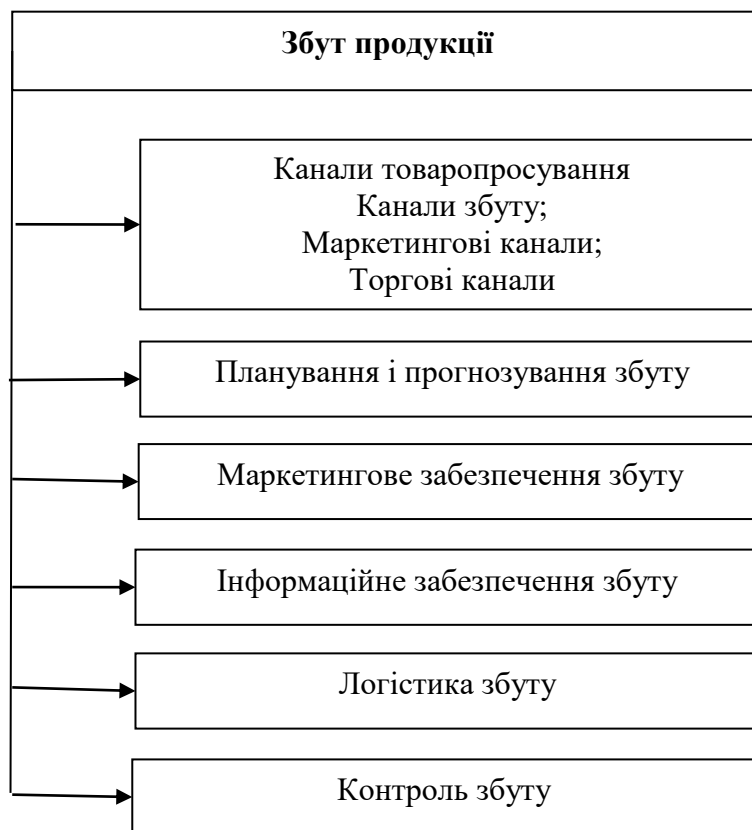 Збут продукції
Канали товаропросування
Канали збуту;
Маркетингові канали;
Торгові канали
Планування і прогнозування збуту
Маркетингове забезпечення збуту
Інформаційне забезпечення збуту
Логістика збуту
Контроль збуту